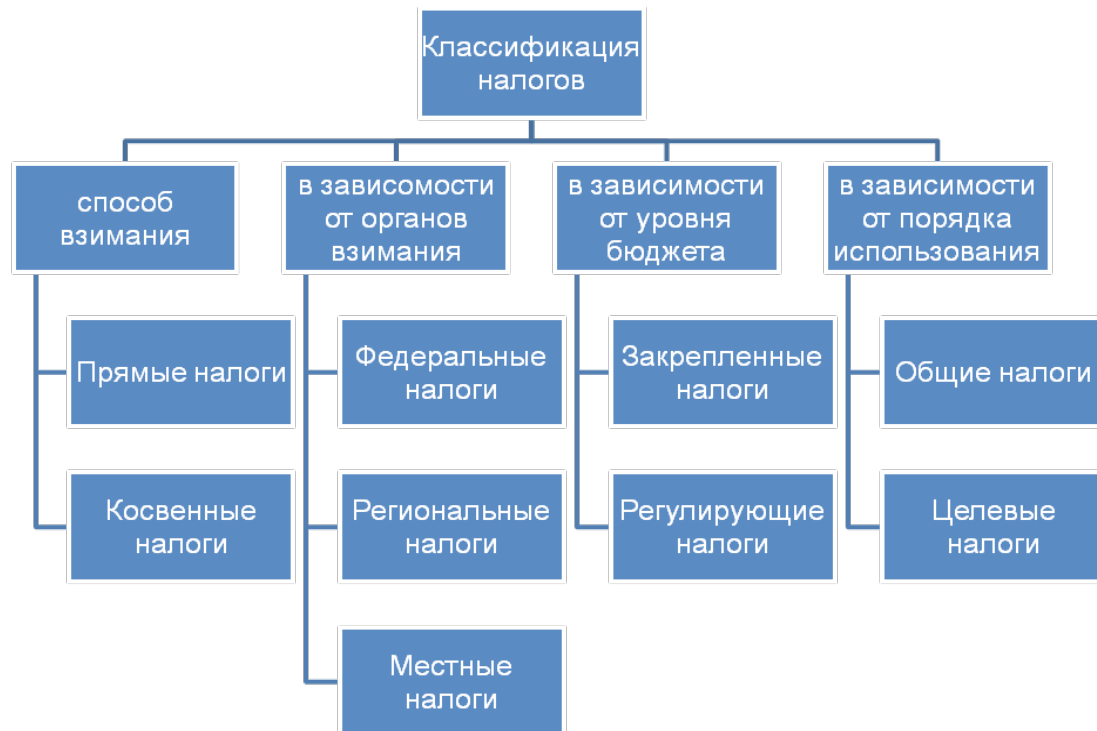 Классификация
налогов
способ
взимания
в зависомости
от органов
взимания
в зависимости
от уровня
бюджета
в зависимости
от порядка
использования
Прямые налоги
Федеральные
налоги
Закрепленные
налоги
Общие налоги
Косвенные
налоги
Региональные
налоги
Регулирующие
налоги
Целевые
налоги
Местные
налоги